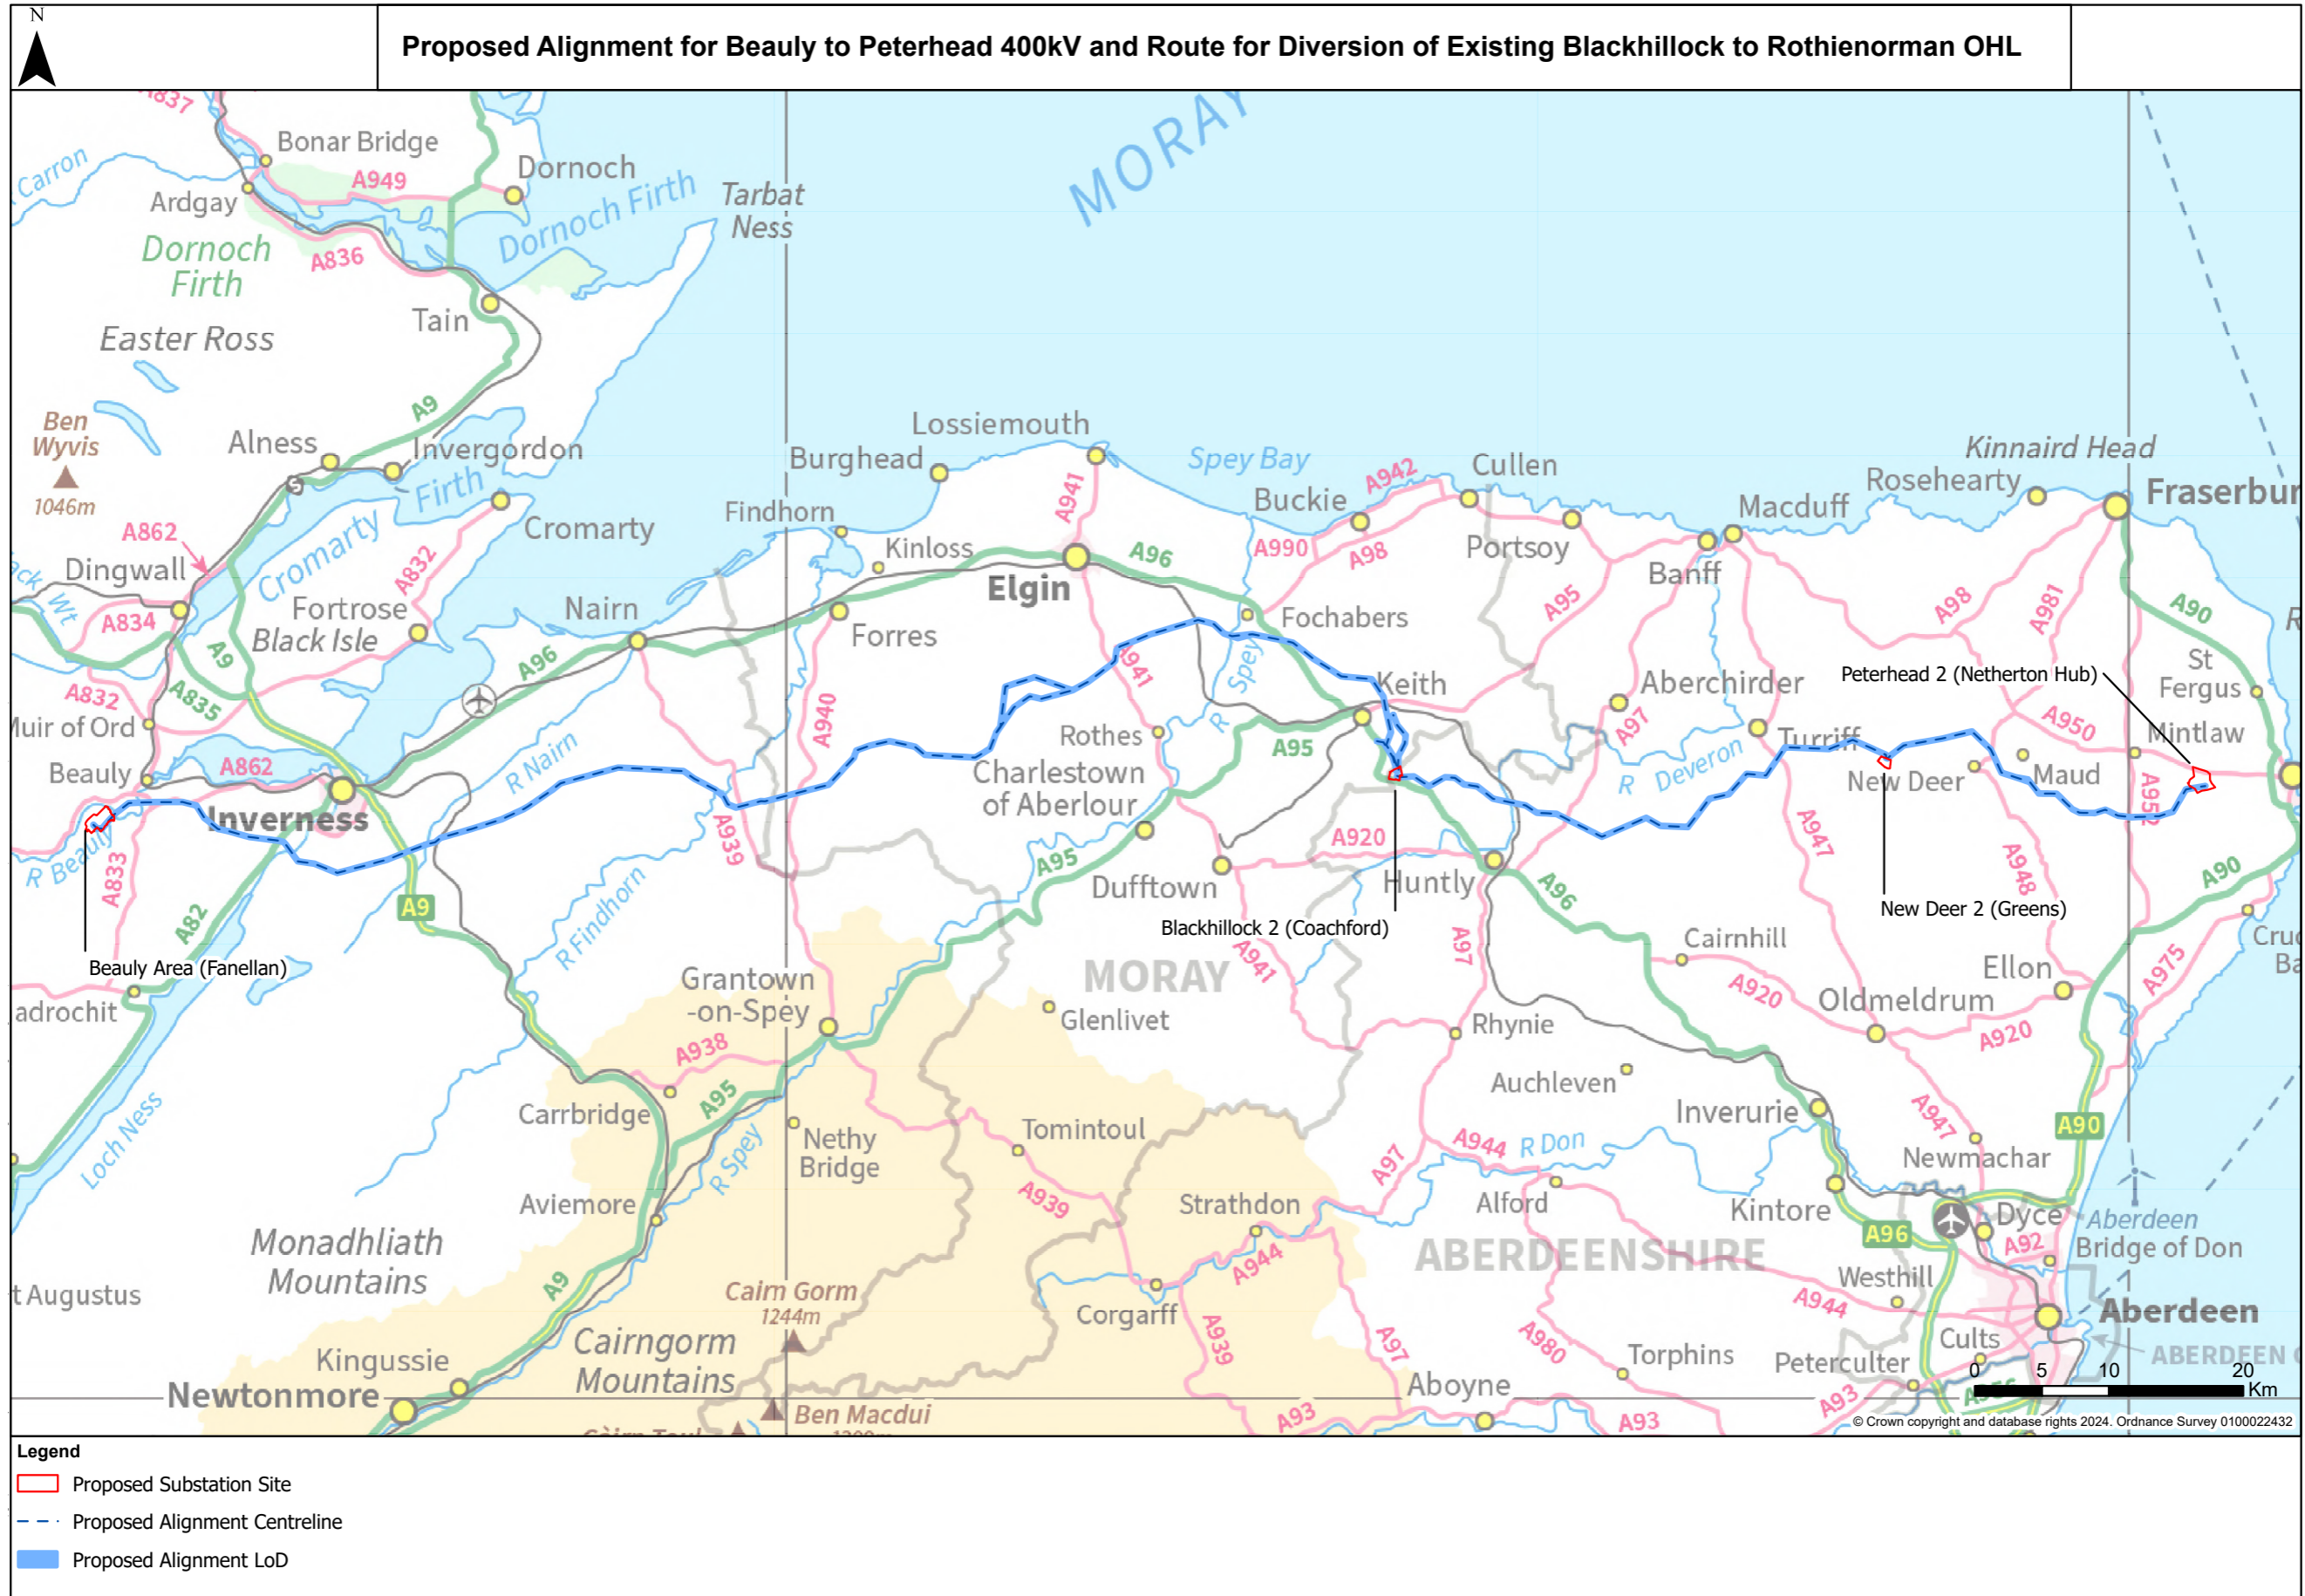 N
Proposed Alignment for Beauly to Peterhead 400kV and Route for Diversion of Existing Blackhillock to Rothienorman OHL
A837
Bonar Bridge
Carron
A949
Dornoch
Ardgay
Dornoch Firth
Tarbat
Ness
MORAY
Dornoch
Firth
A836
Tain
Easter Ross
Ben
Wyvis
1046m
A9
Alness
Invergordon
S
Cromarty
Firth
Cromarty
A862
Dingwall
A832
Fortrose
Black Isle
A834
Wt
A9
A835
A832
Muir of Ord
Beauly
A862
Inverness
R Beauly
A833
A82
Beauly Area (Fanellan)
adrochit
Loch Ness
Nairn
A96
R Nairn
A939
A9
R Findhorn
Lossiemouth
Burghead
Findhorn
Kinloss
Forres
A940
Elgin
A941
A96
Spey Bay
Buckie
A942
Cullen
A990
A98
Portsoy
Fochabers
A941
R Spey
Rothes
Keith
A95
Charlestown
of Aberlour
A95
Dufftown
A920
Huntly
Blackhillock 2 (Coachford)
A941
MORAY
Glenlivet
Grantown
-on-Spey
A938
A95
Carrbridge
Nethy
Bridge
R Spey
Aviemore
Tomintoul
A939
Monadhliath
Mountains
t Augustus
A9
Cairn Gorm
1244m
Cairngorm
Mountains
Kingussie
Newtonmore
Ben Macdui
Corgarff
Strathdon
A944
A939
A97
Kinnaird Head
Rosehearty
Fraserbur
Macduff
Banff
A95
A98
A981
A90
St
Fergus
Aberchirder
A97
R Deveron
Turriff
Peterhead 2 (Netherton Hub)
A950
Mintlaw
New Deer
Maud
A952
A947
A948
New Deer 2 (Greens)
A96
A97
Cairnhill
A920
Oldmeldrum
Ellon
A920
A90
A975
Cru
Ba
Rhynie
Auchleven
Inverurie
A947
A90
Newmachar
A97
A944
R Don
Alford
Kintore
A96
Dyce
A92
Aberdeen
Bridge of Don
ABERDEENSHIRE
Westhill
A944
Aberdeen
ABERDEEN
Cults
Peterculter
A980
Torphins
Aboyne
A93
A93
A93
0
5
10
20
Km
© Crown copyright and database rights 2024. Ordnance Survey 0100022432
Legend
Proposed Substation Site
Proposed Alignment Centreline
Proposed Alignment LoD